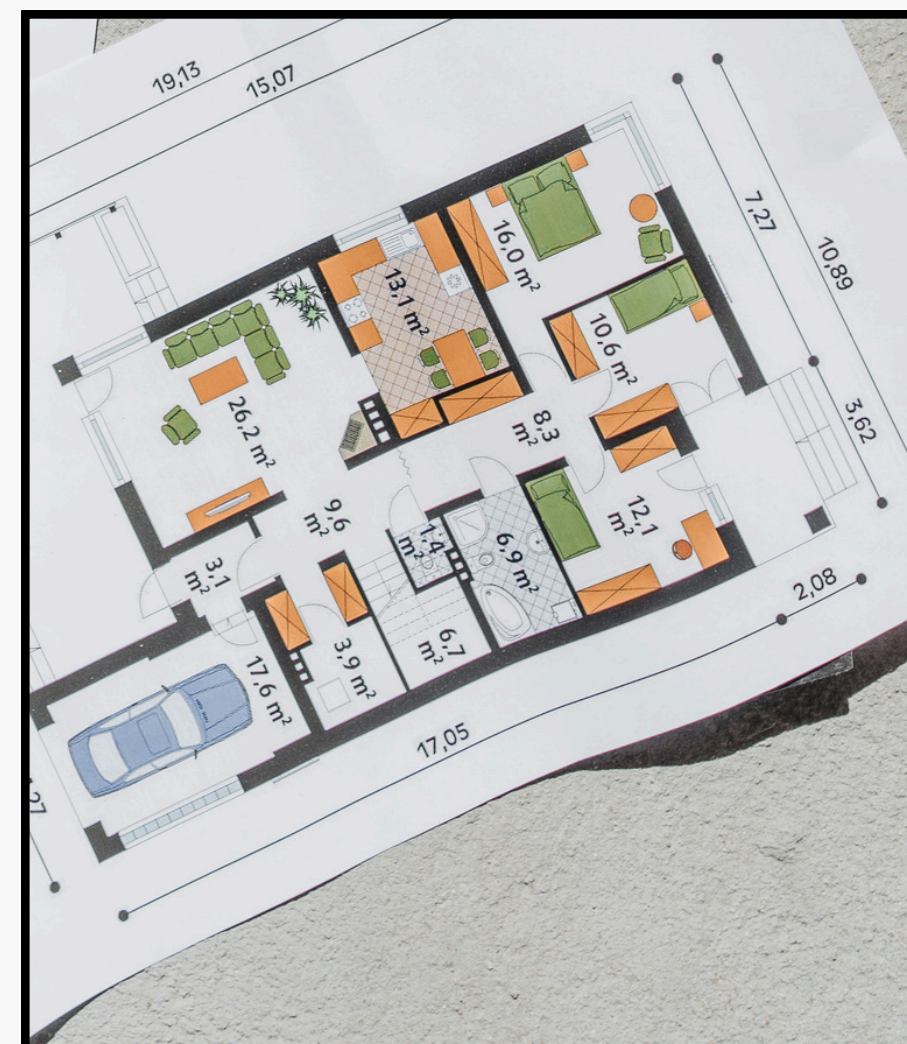 19,13
15,07
7,27
10,89
16,0 m²
13,1 m²
10,6 m²
26,2 m²
8,3
m²
3,62
9,6
m²
1,4
m²
6,9 m²
12,1
m²
3,1
m²
2,08
3,9
m²
6,7
m²
17,6 m²
17,05